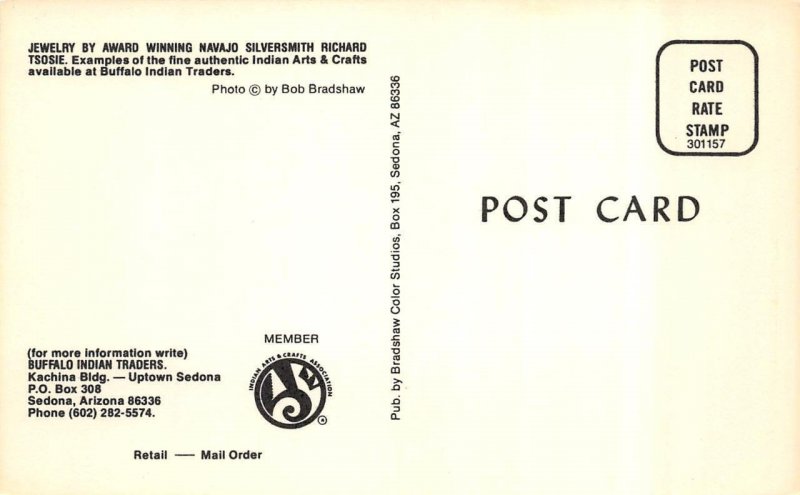 JEWELRY BY AWARD WINNING NAVAJO SILVERSMITH RICHARD
TSOSIE. Examples of the fine authentic Indian Arts & Crafts
available at Buffalo Indian Traders.
Photo © by Bob Bradshaw
(for more information write)
BUFFALO INDIAN TRADERS.
Kachina Bldg. — Uptown Sedona
P.O. Box 308
Sedona, Arizona 86336
Phone (602) 282-5574.
MEMBER
INDIAN ARTS & CRAFTS ASSOCIATION
®
Retail — Mail Order
Pub. by Bradshaw Color Studios, Box 195, Sedona, AZ 86336
POST
CARD
RATE
STAMP
301157
POST CARD